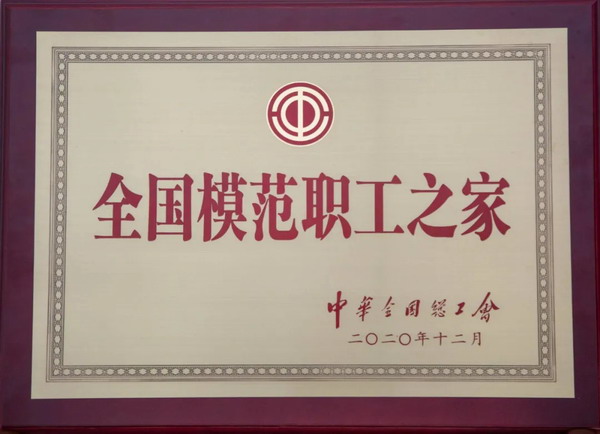 全国模范职工之家
中华全国总工會
二〇二〇年十二月